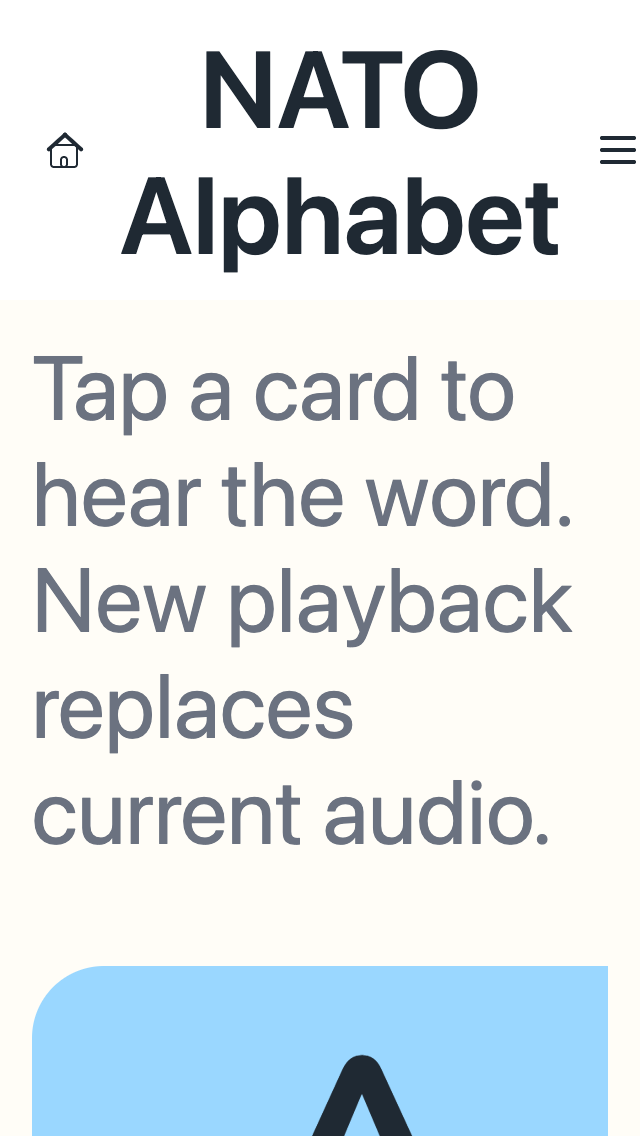 NATO
Alphabet
Tap a card to
hear the word.
New playback
replaces
current audio.
A